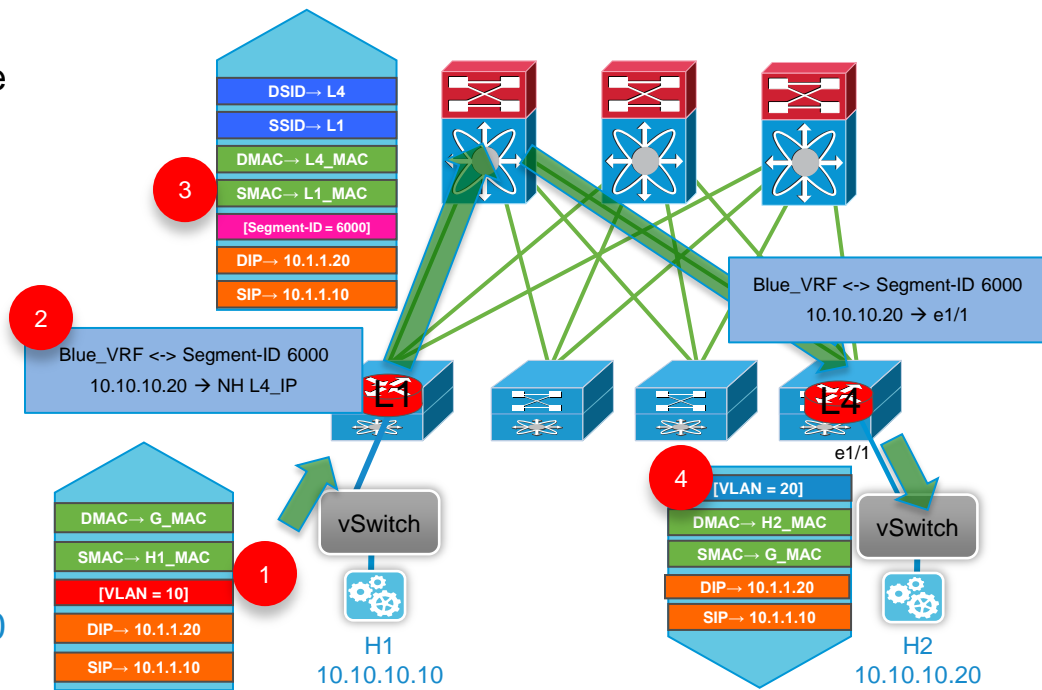 e
DSID→ L4
SSID→ L1
DMAC→ L4_MAC
SMAC→ L1_MAC
[Segment-ID = 6000]
DIP→ 10.1.1.20
SIP→ 10.1.1.10
3
2
Blue_VRF <-> Segment-ID 6000
10.10.10.20 → NH L4_IP
Blue_VRF <-> Segment-ID 6000
10.10.10.20 → e1/1
L1
L4
e1/1
DMAC→ G_MAC
SMAC→ H1_MAC
[VLAN = 10]
DIP→ 10.1.1.20
SIP→ 10.1.1.10
1
vSwitch
H1
10.10.10.10
4
[VLAN = 20]
DMAC→ H2_MAC
SMAC→ G_MAC
DIP→ 10.1.1.20
SIP→ 10.1.1.10
vSwitch
H2
10.10.10.20